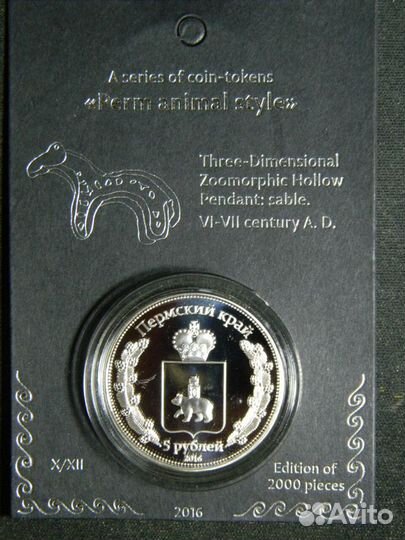 A series of coin-tokens
«Perm animal style»
Three-Dimensional
Zoomorphic Hollow
Pendant: sable.
VI-VII century A. D.
Пермский край
5 рублей
2016
X/XII
Edition of
2000 pieces
2016
Avito